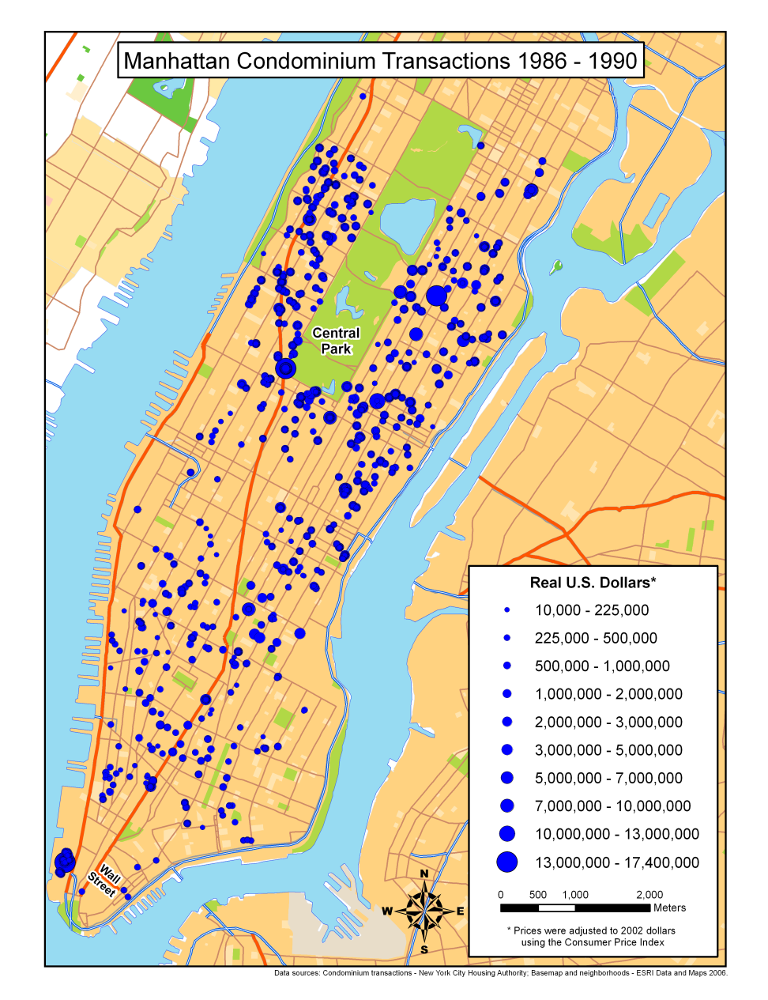 Manhattan Condominium Transactions 1986 - 1990
Central
Park
Real U.S. Dollars*
10,000 - 225,000
225,000 - 500,000
500,000 - 1,000,000
1,000,000 - 2,000,000
2,000,000 - 3,000,000
3,000,000 - 5,000,000
5,000,000 - 7,000,000
7,000,000 - 10,000,000
10,000,000 - 13,000,000
13,000,000 - 17,400,000
Wall
Street
N
W E
S
0 500 1,000 2,000
Meters
* Prices were adjusted to 2002 dollars
using the Consumer Price Index
Data sources: Condominium transactions - New York City Housing Authority; Basemap and neighborhoods - ESRI Data and Maps 2006.